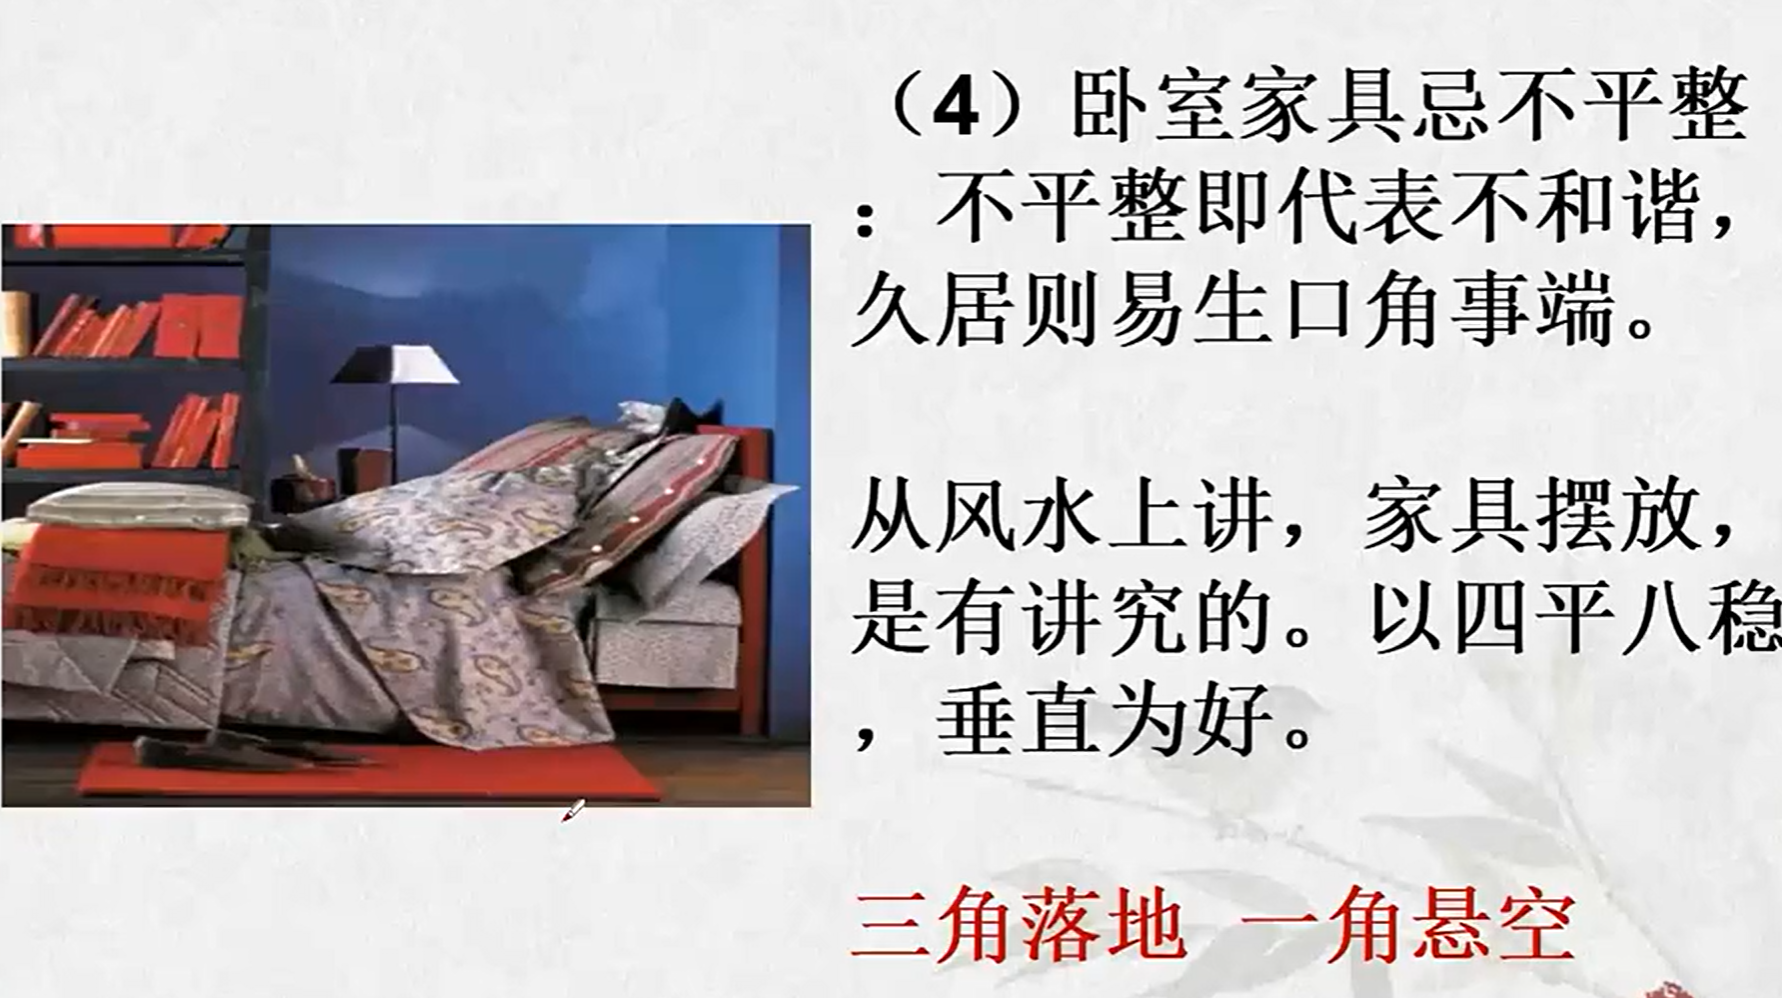 （4）卧室家具忌不平整
：不平整即代表不和谐，
久居则易生口角事端。
从风水上讲，家具摆放，
是有讲究的。以四平八稳
，垂直为好。
三角落地 一角悬空